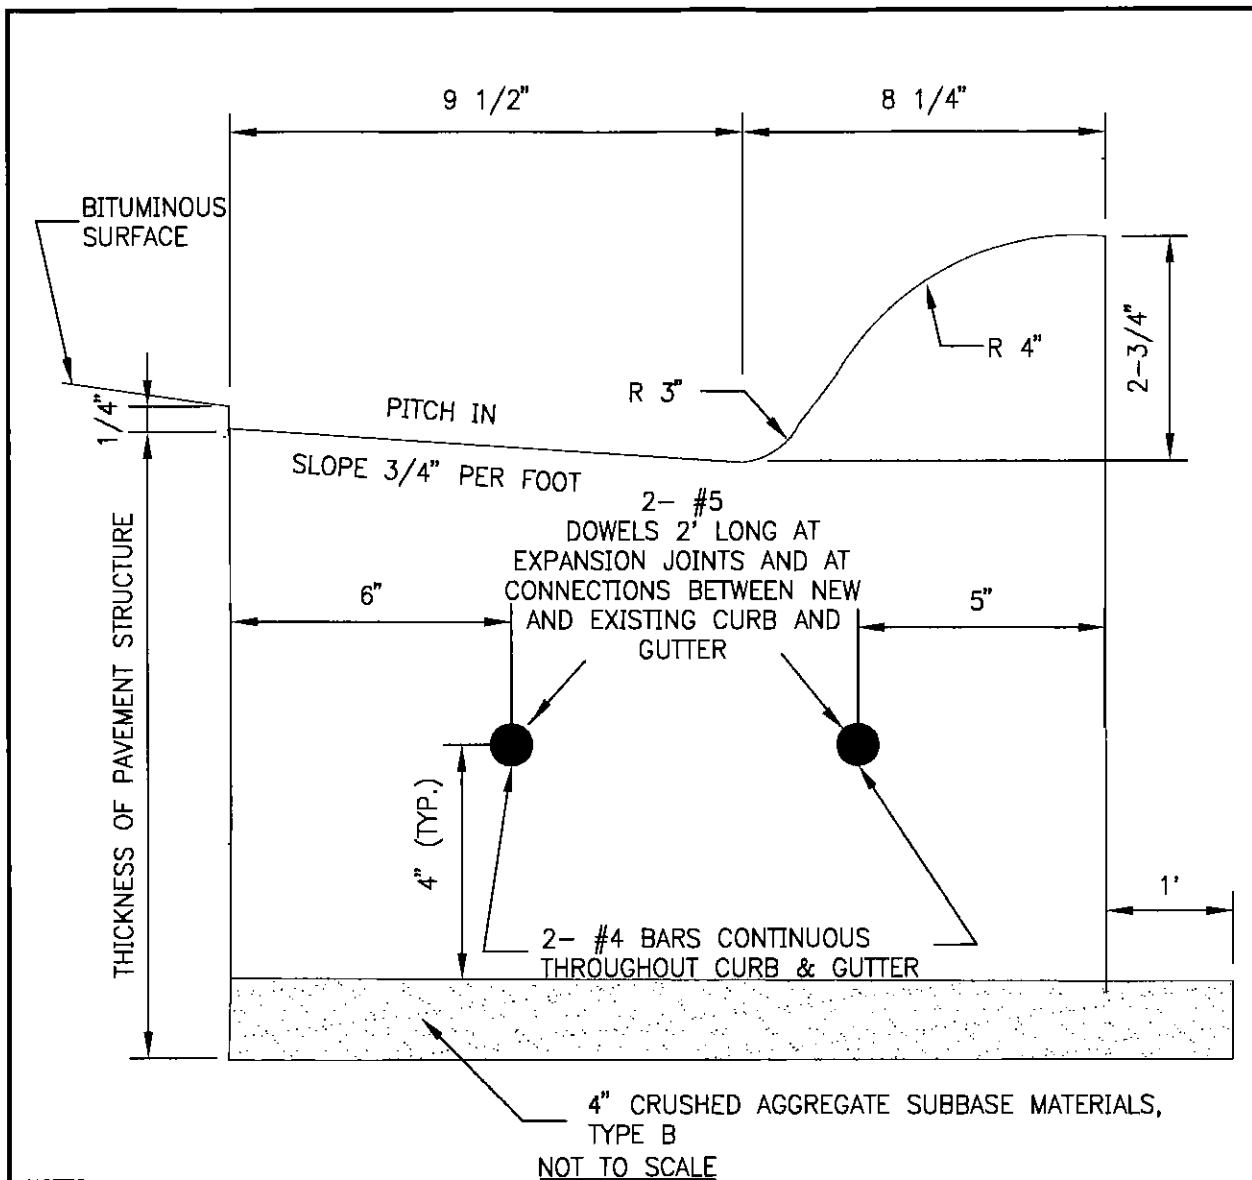 9 1/2"
8 1/4"
BITUMINOUS
SURFACE
R 4"
2-3/4"
R 3"
1/4"
PITCH IN
SLOPE 3/4" PER FOOT
2- #5
DOWELS 2' LONG AT
EXPANSION JOINTS AND AT
CONNECTIONS BETWEEN NEW
AND EXISTING CURB AND
GUTTER
6"
5"
THICKNESS OF PAVEMENT STRUCTURE
4" (TYP.)
1'
2- #4 BARS CONTINUOUS
THROUGHOUT CURB & GUTTER
4" CRUSHED AGGREGATE SUBBASE MATERIALS,
TYPE B
NOT TO SCALE